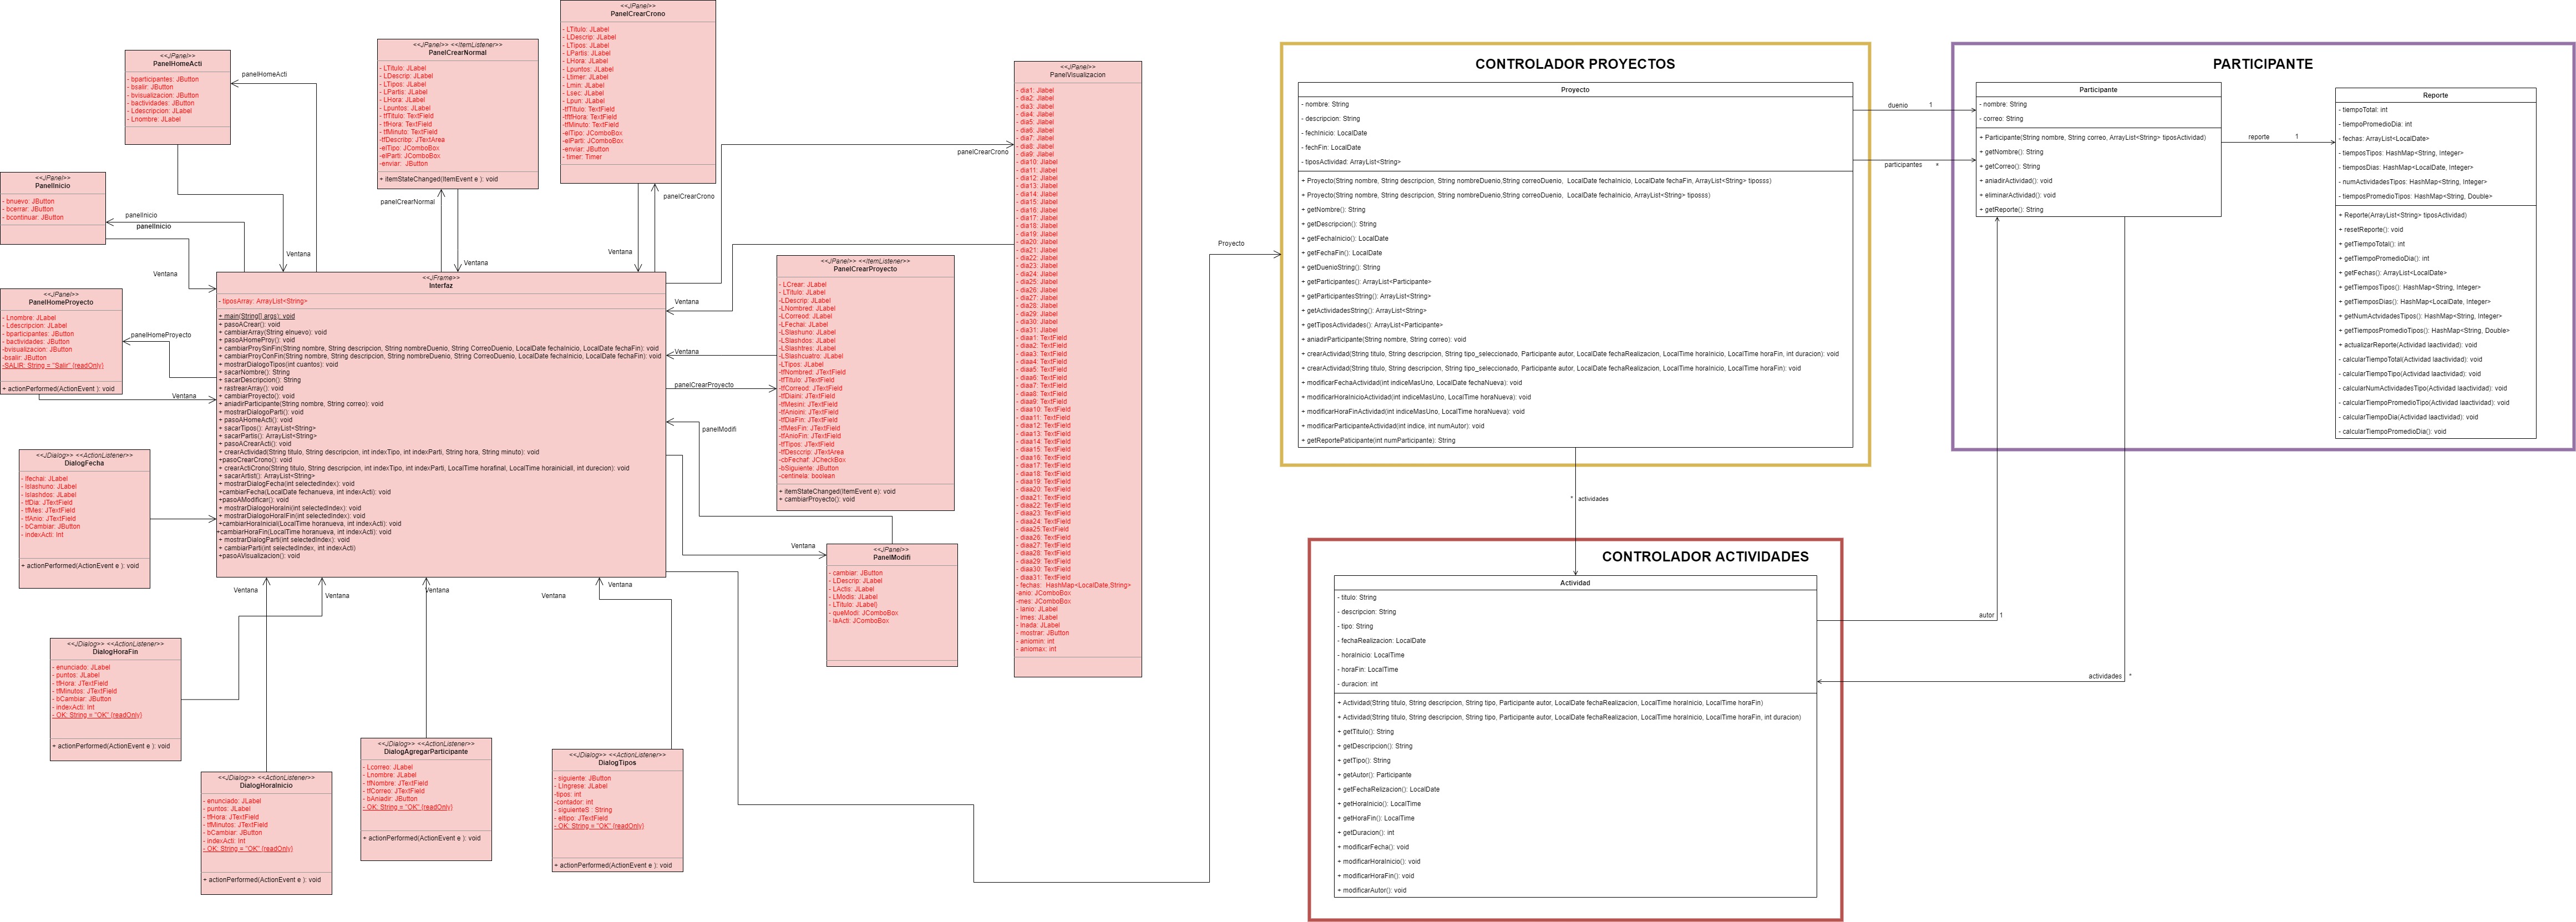 <<JPanel>>
PanelHomeActi
- bparticipantes: JButton
- bsalir: JButton
- bvisualizacion: JButton
- bactividades: JButton
- Ldescripcion: JLabel
- Lnombre: JLabel
panelHomeActi
<<JPanel>> <<ItemListener>>
PanelCrearNormal
- LTitulo: JLabel
- LDescrip: JLabel
- LTipos: JLabel
- LPartis: JLabel
- LHora: JLabel
- Lpuntos: JLabel
- tfTitulo: TextField
- tfHora: TextField
- tfMinuto: TextField
-tfDescribp: JTextArea
-elTipo: JComboBox
-elParti: JComboBox
-enviar: JButton
+ itemStateChanged(ItemEvent e ): void
panelCrearNormal
Ventana
<<JPanel>>
PanelCrearCrono
- LTitulo: JLabel
- LDescrip: JLabel
- LTipos: JLabel
- LPartis: JLabel
- LHora: JLabel
- Lpuntos: JLabel
- Ltimer: JLabel
- Lmin: JLabel
- Lsec: JLabel
- Lpun: JLabel
-tfTitulo: TextField
-tftfHora: TextField
-tfMinuto: TextField
-elTipo: JComboBox
-elParti: JComboBox
-enviar: JButton
- timer: Timer
panelCrearCrono
Ventana
<<JPanel>>
PanelInicio
- bnuevo: JButton
- bcerrar: JButton
- bcontinuar: JButton
panelInicio
panelInicio
Ventana
Ventana
<<JPanel>>
PanelHomeProyecto
- Lnombre: JLabel
- Ldescripcion: JLabel
- bparticipantes: JButton
- bactividades: JButton
-bvisualizacion: JButton
-bsalir: JButton
-SALIR: String = "Salir" {readOnly}
+ actionPerformed(ActionEvent ): void
panelHomeProyecto
Ventana
<<JFrame>>
Interfaz
- tiposArray: ArrayList<String>
+ main(String[] args): void
+ pasoACrear(): void
+ cambiarArray(String elnuevo): void
+ pasoAHomeProy(): void
+ cambiarProySinFin(String nombre, String descripcion, String nombreDuenio, String CorreoDuenio, LocalDate fechaInicio, LocalDate fechaFin): void
+ cambiarProyConFin(String nombre, String descripcion, String nombreDuenio, String CorreoDuenio, LocalDate fechaInicio, LocalDate fechaFin): void
+ mostrarDialogoTipos(int cuantos): void
+ sacarNombre(): String
+ sacarDescripcion(): String
+ rastrearArray(): void
+ cambiarProyecto(): void
+ aniadirParticipante(String nombre, String correo): void
+ mostrarDialogoParti(): void
+ pasoAHomeActi(): void
+ sacarTipos(): ArrayList<String>
+ sacarPartis(): ArrayList<String>
+ pasoACrearActi(): void
+ crearActividad(String titulo, String descripcion, int indexTipo, int indexParti, String hora, String minuto): void
+pasoCrearCrono(): void
+ crearActiCrono(String titulo, String descripcion, int indexTipo, int indexParti, LocalTime horafinal, LocalTime horainiciall, int durecion): void
+ sacarArtist(): ArrayList<String>
+ mostrarDialogFecha(int selectedIndex): void
+cambiarFecha(LocalDate fechanueva, int indexActi): void
+pasoAModificar(): void
+ mostrarDialogoHoraIni(int selectedIndex): void
+ mostrarDialogoHoraFin(int selectedIndex): void
+cambiarHoraInicial(LocalTime horanueva, int indexActi): void
+cambiarHoraFin(LocalTime horanueva, int indexActi): void
+ mostrarDialogParti(int selectedIndex): void
+ cambiarParti(int selectedIndex, int indexActi)
+pasoAVisualizacion(): void
<<JPanel>> <<ItemListener>>
PanelCrearProyecto
- LCrear: JLabel
- LTitulo: JLabel
-LDescrip: JLabel
-LNombred: JLabel
-LCorreod: JLabel
-LFechai: JLabel
-LSlashuno: JLabel
-LSlashdos: JLabel
-LSlashtres: JLabel
-LSlashcuatro: JLabel
-LTipos: JLabel
-tfNombred: JTextField
-tfTitulo: JTextField
-tfCorreod: JTextField
-tfDiaini: JTextField
-tfMesini: JTextField
-tfAnioini: JTextField
-tfDiaFin: JTextField
-tfMesFin: JTextField
-tfAnioFin: JTextField
-tfTipos: JTextField
-tfDesccrip: JTextArea
-cbFechaf: JCheckBox
-bSiguiente: JButton
-centinela: boolean
+ itemStateChanged(ItemEvent e): void
+ cambiarProyecto(): void
Ventana
Ventana
panelCrearProyecto
panelModifi
Ventana
<<JPanel>>
PanelModifi
- cambiar: JButton
- LDescrip: JLabel
- LActis: JLabel
- LModis: JLabel
- LTitulo: JLabel}
- queModi: JComboBox
- laActi: JComboBox
panelCrearCrono
<<JPanel>>
PanelVisualizacion
- dia1: Jlabel
- dia2: Jlabel
- dia3: Jlabel
- dia4: Jlabel
- dia5: Jlabel
- dia6: Jlabel
- dia7: Jlabel
- dia8: Jlabel
- dia9: Jlabel
- dia10: Jlabel
- dia11: Jlabel
- dia12: Jlabel
- dia13: Jlabel
- dia14: Jlabel
- dia15: Jlabel
- dia16: Jlabel
- dia17: Jlabel
- dia18: Jlabel
- dia19: Jlabel
- dia20: Jlabel
- dia21: Jlabel
- dia22: Jlabel
- dia23: Jlabel
- dia24: Jlabel
- dia25: Jlabel
- dia26: Jlabel
- dia27: Jlabel
- dia28: Jlabel
- dia29: Jlabel
- dia30: Jlabel
- dia31: Jlabel
- diaa1: TextField
- diaa2: TextField
- diaa3: TextField
- diaa4: TextField
- diaa5: TextField
- diaa6: TextField
- diaa7: TextField
- diaa8: TextField
- diaa9: TextField
- diaa10: TextField
- diaa11: TextField
- diaa12: TextField
- diaa13: TextField
- diaa14: TextField
- diaa15: TextField
- diaa16: TextField
- diaa17: TextField
- diaa18: TextField
- diaa19: TextField
- diaa20: TextField
- diaa21: TextField
- diaa22: TextField
- diaa23: TextField
- diaa24: TextField
- diaa25:TextField
- diaa26: TextField
- diaa27: TextField
- diaa28: TextField
- diaa29: TextField
- diaa30: TextField
- diaa31: TextField
- fechas: HashMap<LocalDate,String>
-anio: JComboBox
-mes: JComboBox
- lanio: JLabel
- lmes: JLabel
- lnada: JLabel
- mostrar: JButton
- aniomin: int
- aniomax: int
<<JDialog>> <<ActionListener>>
DialogFecha
- lfechai: JLabel
- lslashuno: JLabel
- lslashdos: JLabel
- tfDia: JTextField
- tfMes: JTextField
- tfAnio: JTextField
- bCambiar: JButton
- indexActi: Int
+ actionPerformed(ActionEvent e ): void
Ventana
Ventana
Ventana
Ventana
Ventana
<<JDialog>> <<ActionListener>>
DialogHoraFin
- enunciado: JLabel
- puntos: JLabel
- tfHora: JTextField
- tfMinutos: JTextField
- bCambiar: JButton
- indexActi: Int
- OK: String = "OK" {readOnly}
+ actionPerformed(ActionEvent e ): void
<<JDialog>> <<ActionListener>>
DialogHoraInicio
- enunciado: JLabel
- puntos: JLabel
- tfHora: JTextField
- tfMinutos: JTextField
- bCambiar: JButton
- indexActi: Int
- OK: String = "OK" {readOnly}
+ actionPerformed(ActionEvent e ): void
<<JDialog>> <<ActionListener>>
DialogAgregarParticipante
- Lcorreo: JLabel
- Lnombre: JLabel
- tfNombre: JTextField
- tfCorreo: JTextField
- bAniadir: JButton
- OK: String = "OK" {readOnly}
+ actionPerformed(ActionEvent e ): void
<<JDialog>> <<ActionListener>>
DialogTipos
- siguiente: JButton
- Lingrese: JLabel
-tipos: int
-contador: int
- siguienteS : String
- eltipo: JTextField
- OK: String = "OK" {readOnly}
+ actionPerformed(ActionEvent e ): void
Proyecto
CONTROLADOR PROYECTOS
Proyecto
- nombre: String
- descripcion: String
- fechInicio: LocalDate
- fechFin: LocalDate
- tiposActividad: ArrayList<String>
+ Proyecto(String nombre, String descripcion, String nombreDuenio,String correoDuenio, LocalDate fechaInicio, LocalDate fechaFin, ArrayList<String> tiposss)
+ Proyecto(String nombre, String descripcion, String nombreDuenio,String correoDuenio, LocalDate fechaInicio, ArrayList<String> tiposss)
+ getNombre(): String
+ getDescripcion(): String
+ getFechaInicio(): LocalDate
+ getFechaFin(): LocalDate
+ getDuenioString(): String
+ getParticipantes(): ArrayList<Participante>
+ getParticipantesString(): ArrayList<String>
+ getActividadesString(): ArrayList<String>
+ getTiposActividades(): ArrayList<Participante>
+ aniadirParticipante(String nombre, String correo): void
+ crearActividad(String titulo, String descripcion, String tipo_seleccionado, Participante autor, LocalDate fechaRealizacion, LocalTime horaInicio, LocalTime horaFin, int duracion): void
+ crearActividad(String titulo, String descripcion, String tipo_seleccionado, Participante autor, LocalDate fechaRealizacion, LocalTime horaInicio, LocalTime horaFin): void
+ modificarFechaActividad(int indiceMasUno, LocalDate fechaNueva): void
+ modificarHoraInicioActividad(int indiceMasUno, LocalTime horaNueva): void
+ modificarHoraFinActividad(int indiceMasUno, LocalTime horaNueva): void
+ modificarParticipanteActividad(int indice, int numAutor): void
+ getReportePaticipante(int numParticipante): String
duenio 1
participantes *
* actividades
PARTICIPANTE
Participante
- nombre: String
- correo: String
+ Participante(String nombre, String correo, ArrayList<String> tiposActividad)
+ getNombre(): String
+ getCorreo(): String
+ aniadirActividad(): void
+ eliminarActividad(): void
+ getReporte(): String
reporte 1
Reporte
- tiempoTotal: int
- tiempoPromedioDia: int
- fechas: ArrayList<LocalDate>
- tiemposTipos: HashMap<String, Integer>
- tiemposDias: HashMap<LocalDate, Integer>
- numActividadesTipos: HashMap<String, Integer>
- tiemposPromedioTipos: HashMap<String, Double>
+ Reporte(ArrayList<String> tiposActividad)
+ resetReporte(): void
+ getTiempoTotal(): int
+ getTiempoPromedioDia(): int
+ getFechas(): ArrayList<LocalDate>
+ getTiemposTipos(): HashMap<String, Integer>
+ getTiemposDias(): HashMap<LocalDate, Integer>
+ getNumActvidadesTipos(): HashMap<String, Integer>
+ getTiemposPromedioTipos(): HashMap<String, Double>
+ actualizarReporte(Actividad laactividad): void
- calcularTiempoTotal(Actividad laactividad): void
- calcularTiempoTipo(Actividad laactividad): void
- calcularNumActividadesTipo(Actividad laactividad): void
- calcularTiempoPromedioTipo(Actividad laactividad): void
- calcularTiempoDia(Actividad laactividad): void
- calcularTiempoPromedioDia(): void
CONTROLADOR ACTIVIDADES
Actividad
- titulo: String
- descripcion: String
- tipo: String
- fechaRealizacion: LocalDate
- horaInicio: LocalTime
- horaFin: LocalTime
- duracion: int
+ Actividad(String titulo, String descripcion, String tipo, Participante autor, LocalDate fechaRealizacion, LocalTime horaInicio, LocalTime horaFin)
+ Actividad(String titulo, String descripcion, String tipo, Participante autor, LocalDate fechaRealizacion, LocalTime horaInicio, LocalTime horaFin, int duracion)
+ getTitulo(): String
+ getDescripcion(): String
+ getTipo(): String
+ getAutor(): Participante
+ getFechaRelizacion(): LocalDate
+ getHoraInicio(): LocalTime
+ getHoraFin(): LocalTime
+ getDuracion(): int
+ modificarFecha(): void
+ modificarHoraInicio(): void
+ modificarHoraFin(): void
+ modificarAutor(): void
autor 1
actividades *